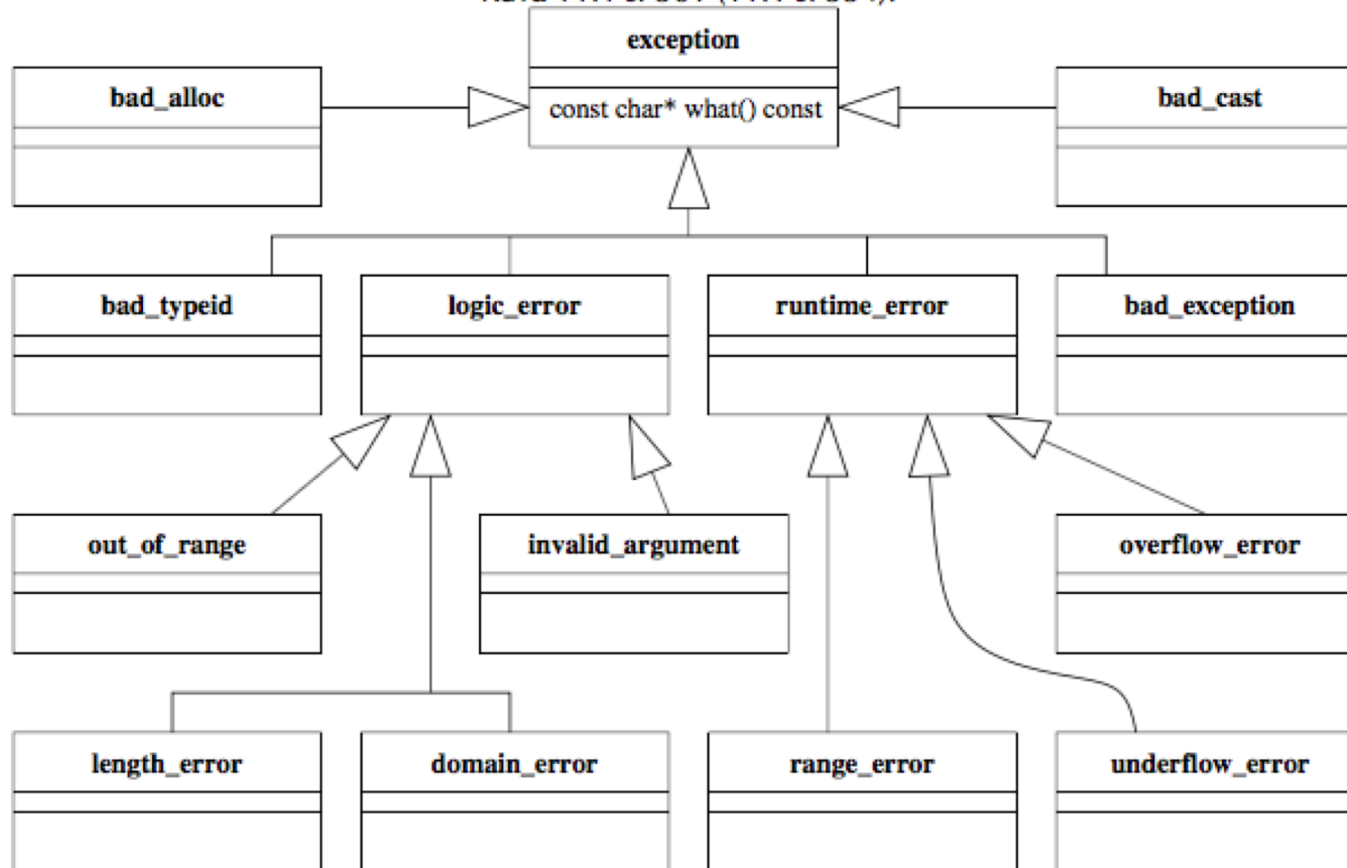 exception
bad_alloc
const char* what() const
bad_cast
bad_typeid
logic_error
runtime_error
bad_exception
out_of_range
invalid_argument
overflow_error
length_error
domain_error
range_error
underflow_error